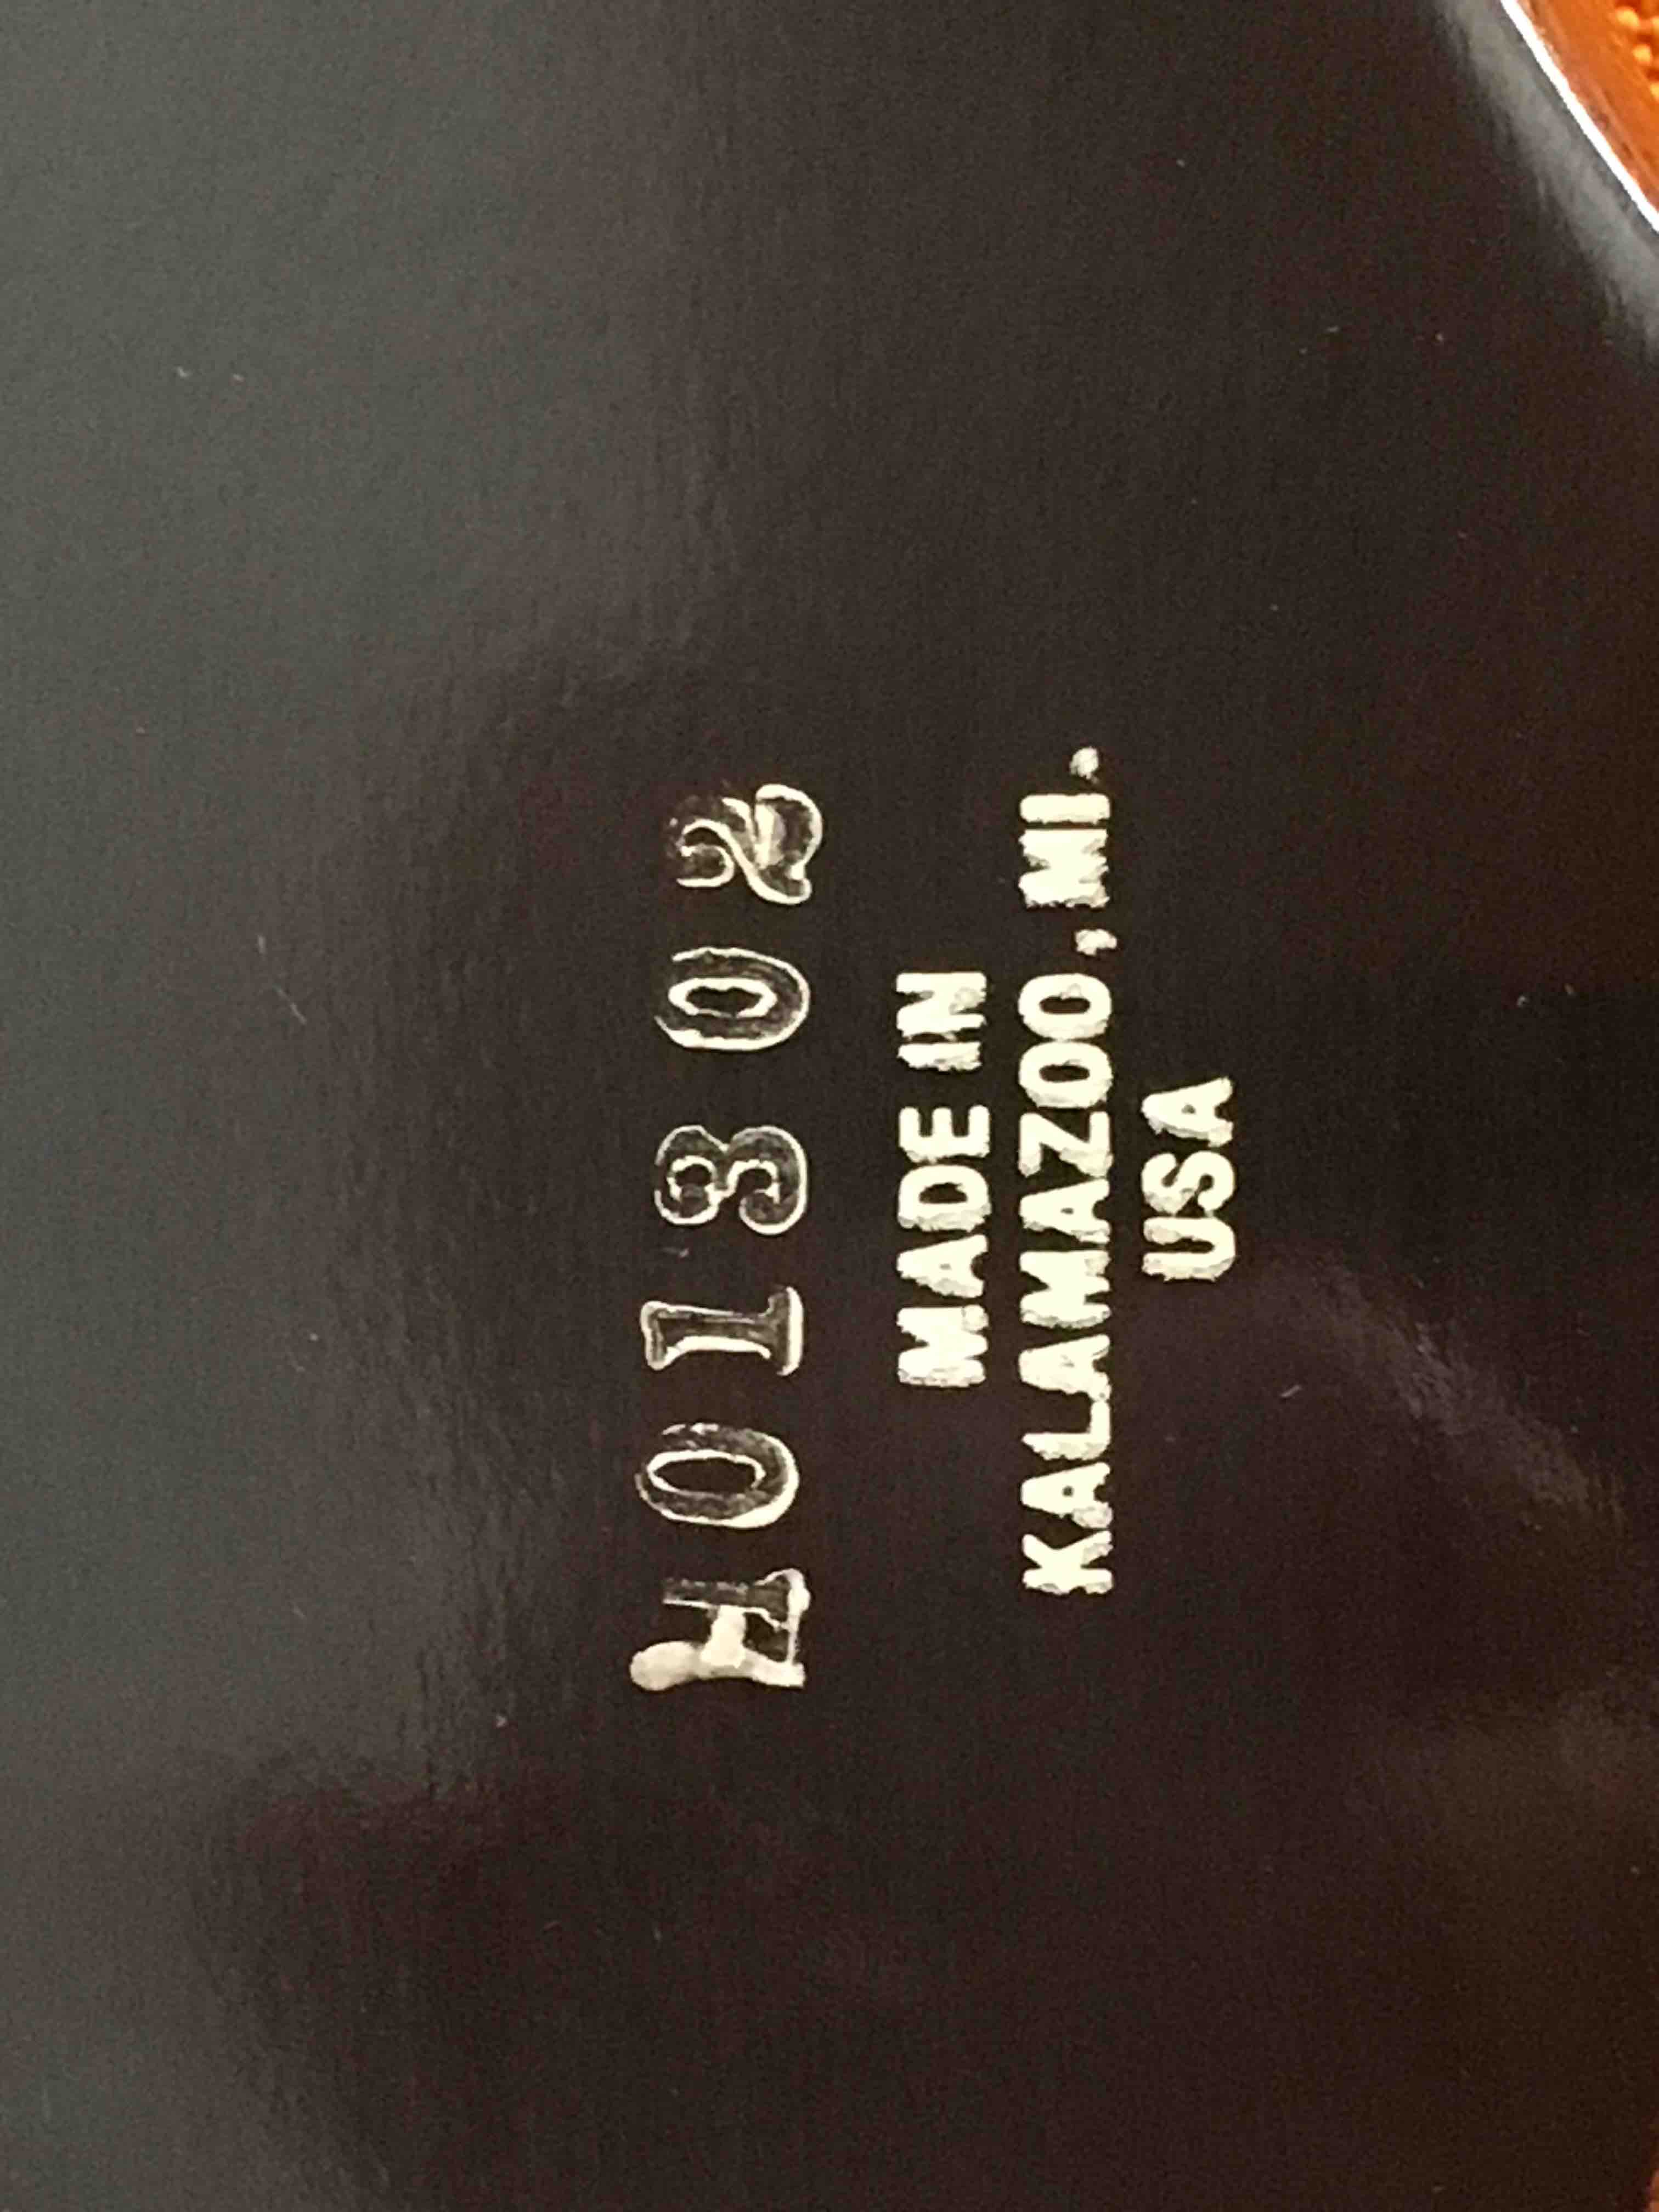 H01302
MADE IN
KALAMAZOO, MI.
USA